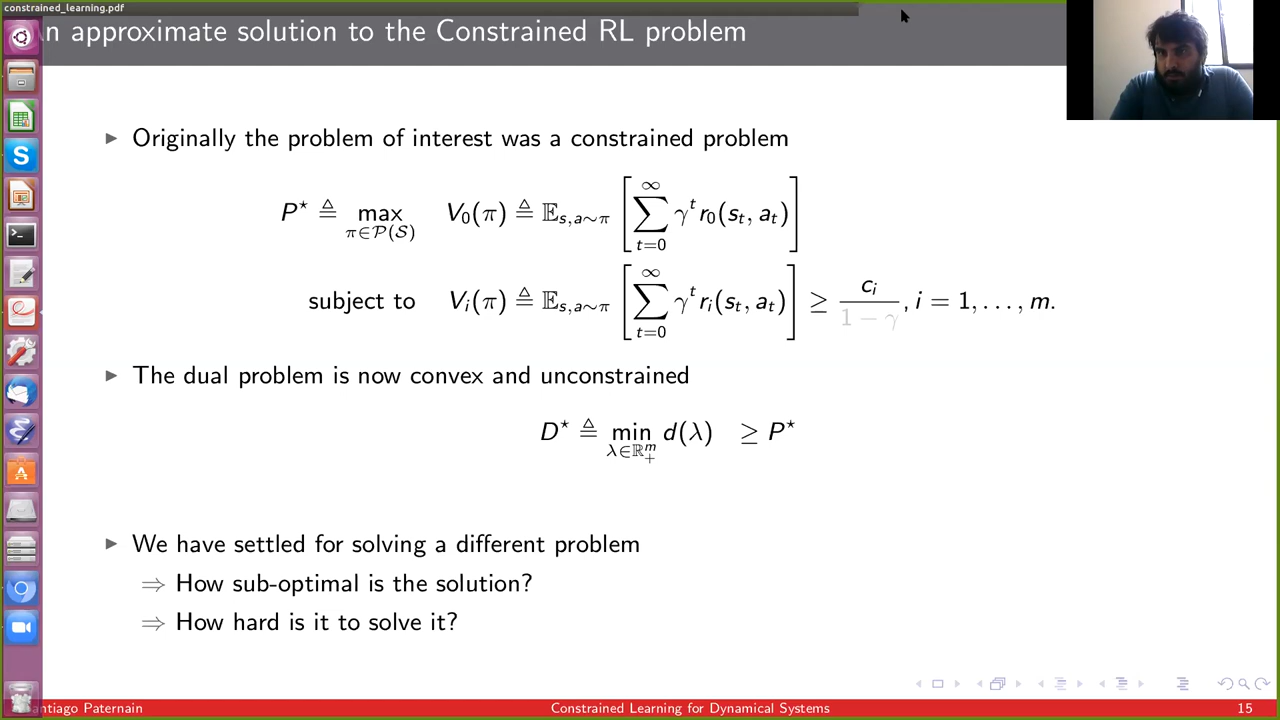 constrained_learning.pdf
n approximate solution to the Constrained RL problem
▶ Originally the problem of interest was a constrained problem
P⋆ ≜ max_{π∈𝒫(𝒮)} V₀(π) ≜ 𝔼_{s,a∼π} [∑_{t=0}^{∞} γᵗ r₀(sₜ, aₜ)]
subject to V_i(π) ≜ 𝔼_{s,a∼π} [∑_{t=0}^{∞} γᵗ r_i(sₜ, aₜ)] ≥ c_i / (1 − γ), i = 1, . . . , m.
▶ The dual problem is now convex and unconstrained
D⋆ ≜ min_{λ∈ℝ₊ᵐ} d(λ) ≥ P⋆
▶ We have settled for solving a different problem
⇒ How sub-optimal is the solution?
⇒ How hard is it to solve it?
antiago Paternain Constrained Learning for Dynamical Systems 15